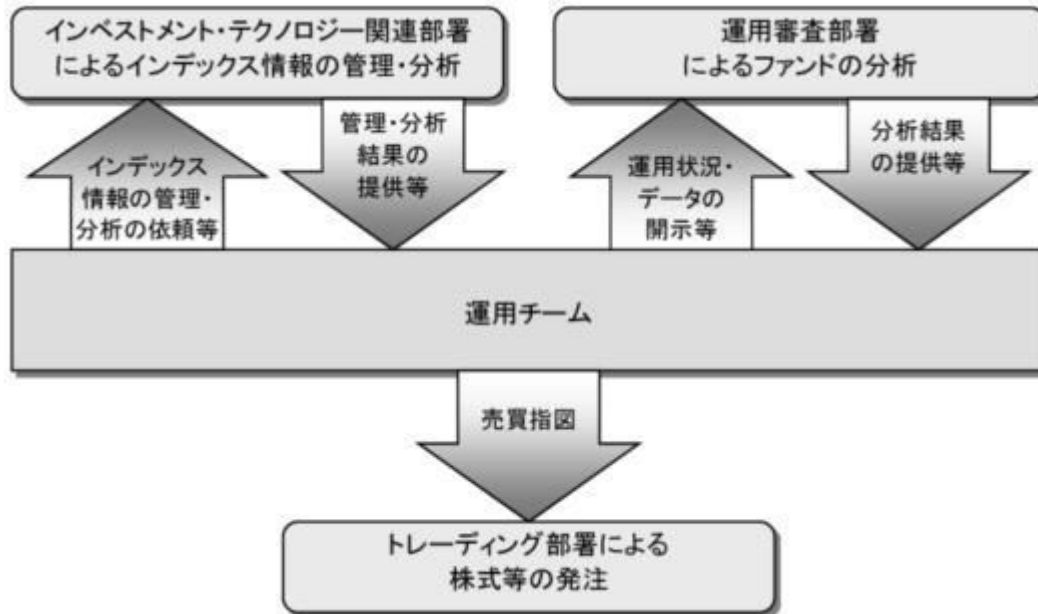 インベストメント・テクノロジー関連部署
によるインデックス情報の管理・分析
運用審査部署
によるファンドの分析
インデックス
情報の管理・
分析の依頼等
管理・分析
結果の
提供等
運用状況・
データの
開示等
分析結果
の提供等
運用チーム
売買指図
トレーディング部署による
株式等の発注